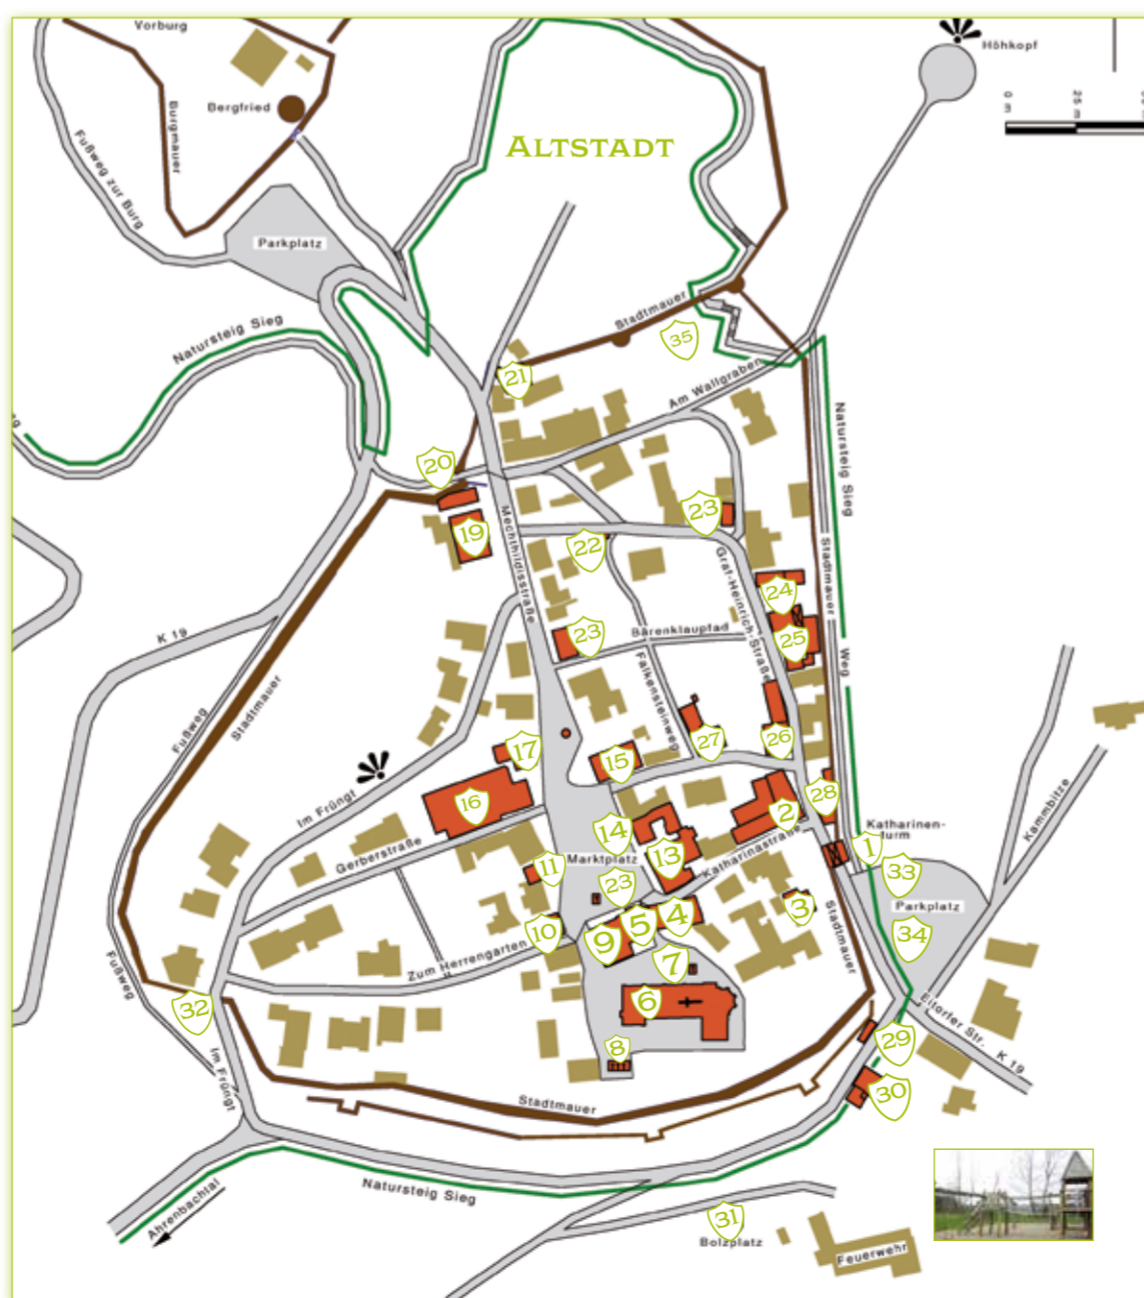 Vorburg
Höhkopf
Bergfried
Burgmauer
0 m
25 m
ALTSTADT
Fußweg zur Burg
Parkplatz
Stadtmauer
35
Natursteig Sieg
21
Am Wallgraben
Natursteig Sieg
20
23
19
Mechthildisstraße
22
Stadtmauer
Graf-Heinrich-Straße
24
K 19
23
Bärenklaupfad
25
Weg
Falkensteinweg
Fußweg
Stadtmauer
17
15
27
26
16
Im Früngt
28
2
Kammbitze
14
Katharinen-
turm
1
Gerberstraße
Marktplatz
13
Katharinastraße
11
33
23
Parkplatz
3
4
5
10
9
34
Stadtmauer
Zum Herrengarten
7
Fußweg
6
32
Eitorfer Str.
K 19
29
8
Im Früngt
30
Stadtmauer
Natursteig Sieg
Ahrenbachtal
31
Bolzplatz
Feuerwehr